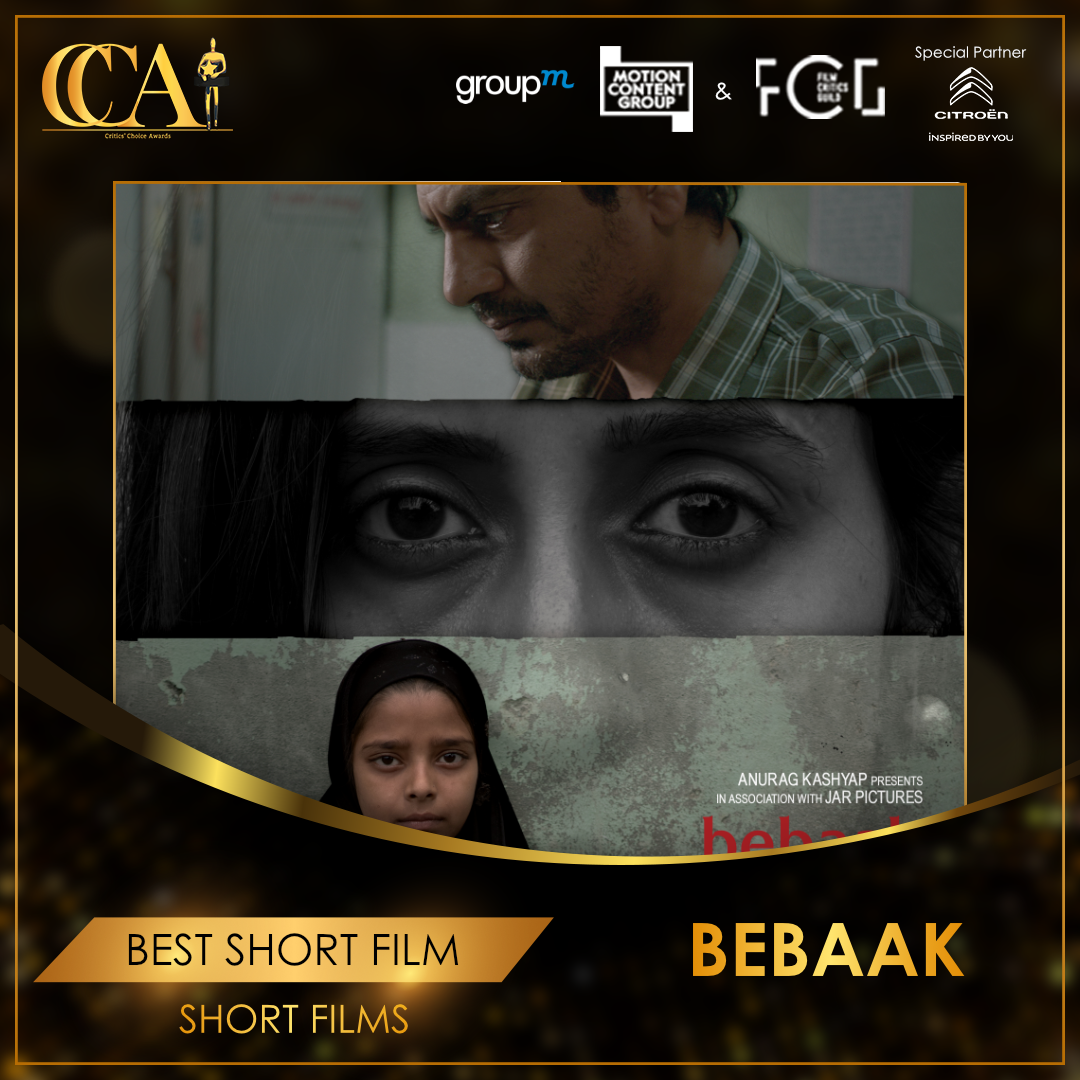 CCA
Critics' Choice Awards
groupm
MOTION
CONTENT
GROUP
&
FCG
FILM
CRITICS
GUILD
Special Partner
CITROËN
INSPIRED BY YOU
ANURAG KASHYAP PRESENTS
IN ASSOCIATION WITH JAR PICTURES
bebaak
BEST SHORT FILM
BEBAAK
SHORT FILMS